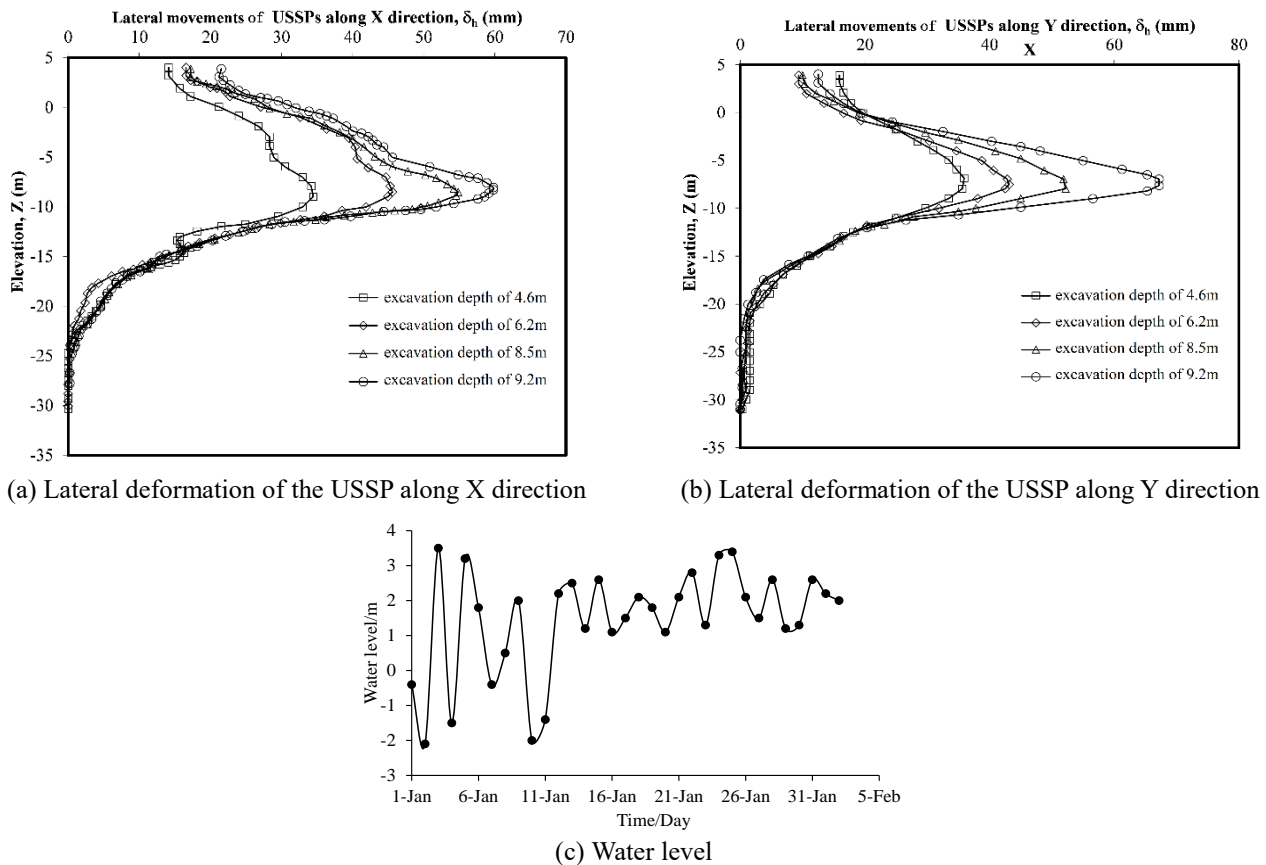 Lateral movements of USSPs along X direction, δh (mm)
0 10 20 30 40 50 60 70
5
0
-5
-10
-15
-20
-25
-30
-35
Elevation, Z (m)
excavation depth of 4.6m
excavation depth of 6.2m
excavation depth of 8.5m
excavation depth of 9.2m
(a) Lateral deformation of the USSP along X direction
Lateral movements of USSPs along Y direction, δh (mm)
X
0 20 40 60 80
5
0
-5
-10
-15
-20
-25
-30
-35
Elevation, Z (m)
excavation depth of 4.6m
excavation depth of 6.2m
excavation depth of 8.5m
excavation depth of 9.2m
(b) Lateral deformation of the USSP along Y direction
4
3
2
1
0
-1
-2
-3
Water level/m
1-Jan 6-Jan 11-Jan 16-Jan 21-Jan 26-Jan 31-Jan 5-Feb
Time/Day
(c) Water level